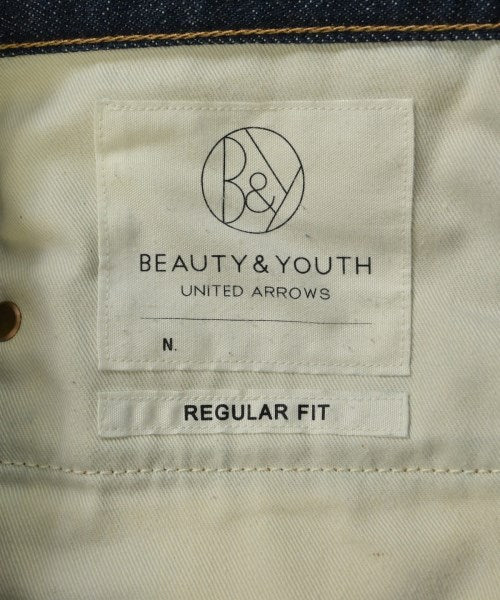 B&Y
BEAUTY & YOUTH
UNITED ARROWS
N.
REGULAR FIT